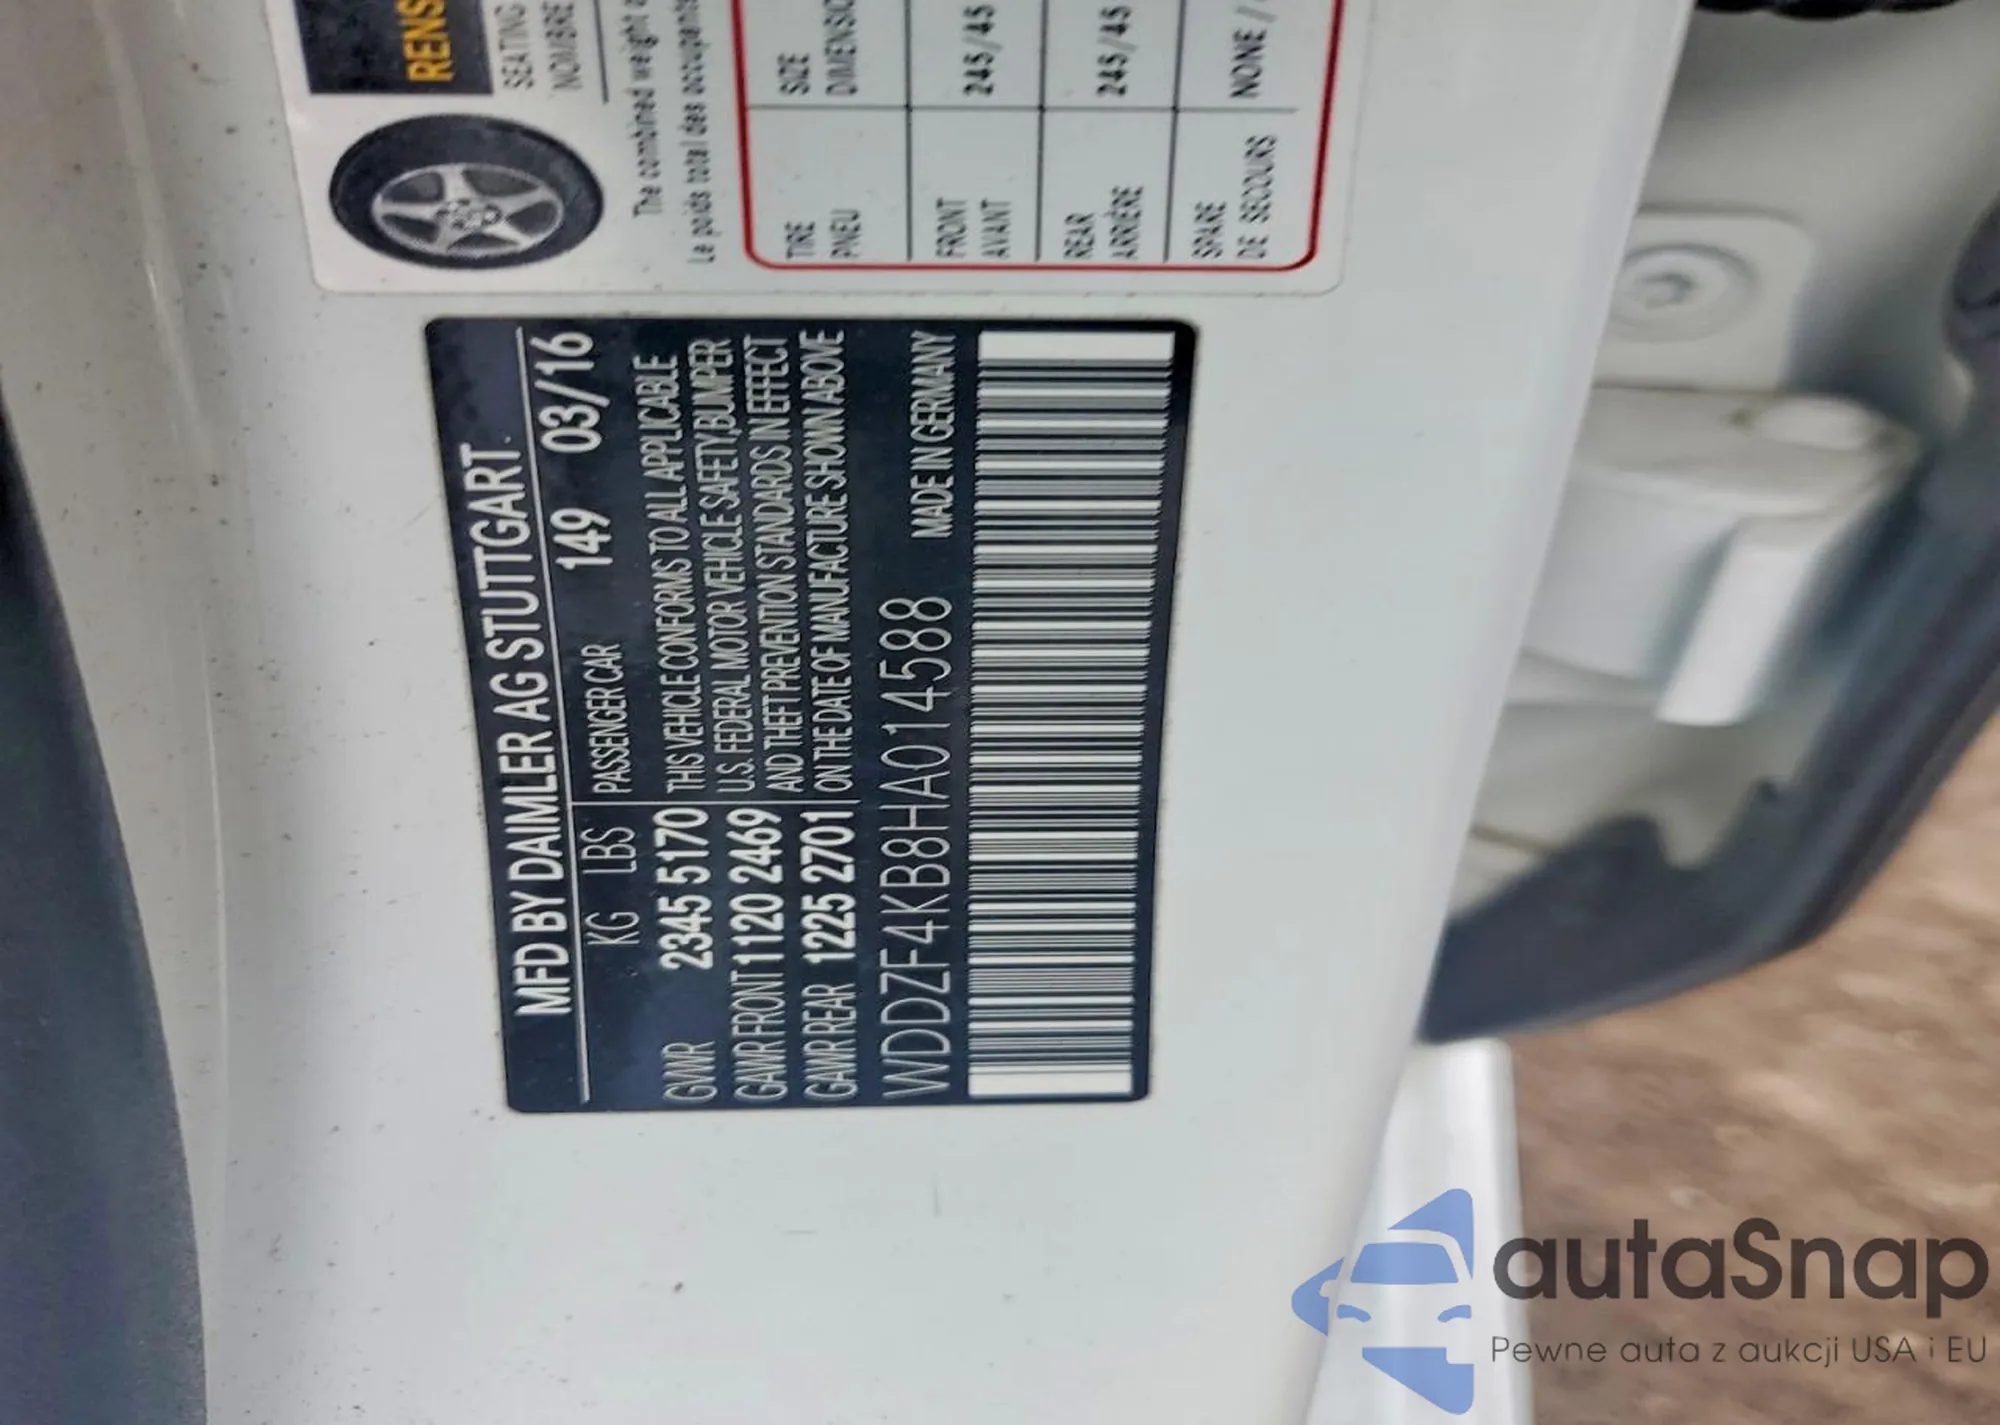 MFD BY DAIMLER AG STUTTGART
KG LBS PASSENGER CAR 149 03/16
GWR 2345 5170 THIS VEHICLE CONFORMS TO ALL APPLICABLE
GAWR FRONT 1120 2469 U.S. FEDERAL MOTOR VEHICLE SAFETY,BUMPER
AND THEFT PREVENTION STANDARDS IN EFFECT
GAWR REAR 1225 2701 ON THE DATE OF MANUFACTURE SHOWN ABOVE
WDDZF4KB8HA014588 MADE IN GERMANY
RENS
SEATING
NOMBRE
The combined weight o
Le poids total des occupants
TIRE SIZE
PNEU DIMENSIO
FRONT 245/45
AVANT
REAR 245/45
ARRIÈRE
SPARE NONE /
DE SECOURS
autaSnap
Pewne auta z aukcji USA i EU